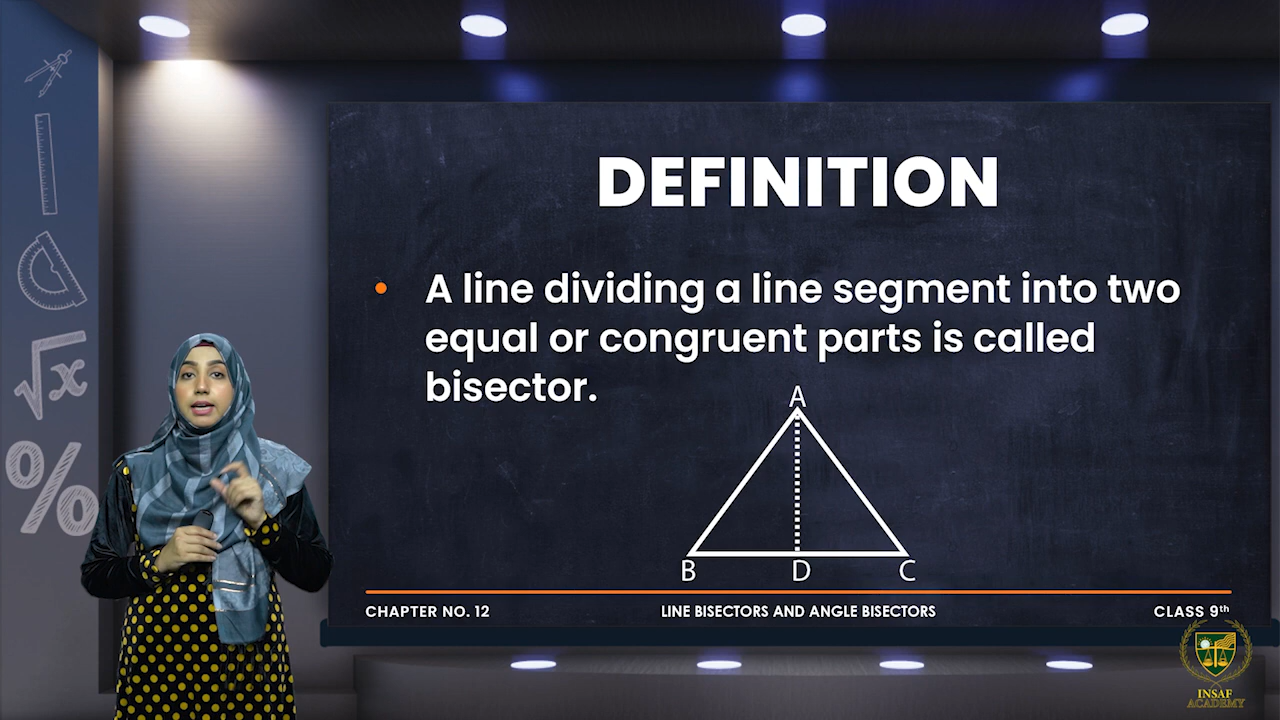 DEFINITION
• A line dividing a line segment into two
equal or congruent parts is called
bisector.
A
B D C
CHAPTER NO. 12 LINE BISECTORS AND ANGLE BISECTORS CLASS 9th
√x
%
INSAF
ACADEMY